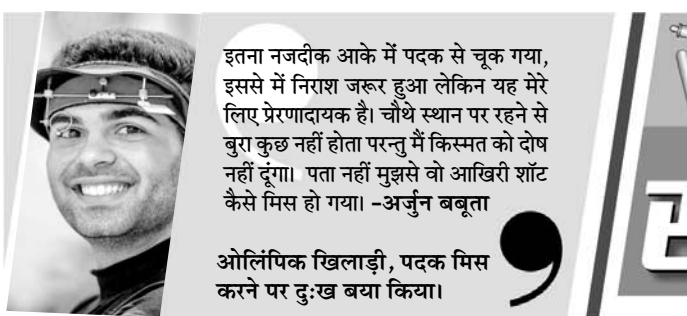 इतना नजदीक आके में पदक से चूक गया,
इससे में निराश जरूर हुआ लेकिन यह मेरे
लिए प्रेरणादायक है। चौथे स्थान पर रहने से
बुरा कुछ नहीं होता परन्तु मैं किस्मत को दोष
नहीं दूंगा। पता नहीं मुझसे वो आखिरी शॉट
कैसे मिस हो गया। -अर्जुन बबूता
ओलिंपिक खिलाड़ी, पदक मिस
करने पर दुःख बया किया।